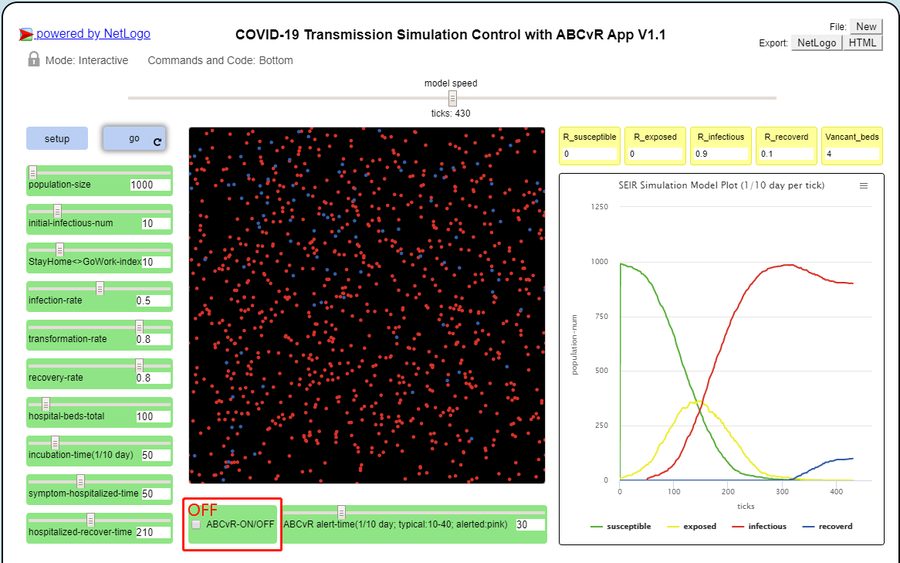 powered by NetLogo
COVID-19 Transmission Simulation Control with ABCvR App V1.1
File: New
Export: NetLogo HTML
Mode: Interactive Commands and Code: Bottom
model speed
ticks: 430
setup
go
population-size 1000
initial-infectious-num 10
StayHome<>GoWork-index 10
infection-rate 0.5
transformation-rate 0.8
recovery-rate 0.8
hospital-beds-total 100
incubation-time(1/10 day) 50
symptom-hospitalized-time 50
hospitalized-recover-time 210
OFF
ABCvR-ON/OFF
ABCvR alert-time(1/10 day; typical:10-40; alerted:pink) 30
R_susceptible R_exposed R_infectious R_recoverd Vancant_beds
0 0 0.9 0.1 4
SEIR Simulation Model Plot (1/10 day per tick)
1250
1000
750
500
250
0
population-num
0 100 200 300 400
ticks
susceptible exposed infectious recoverd